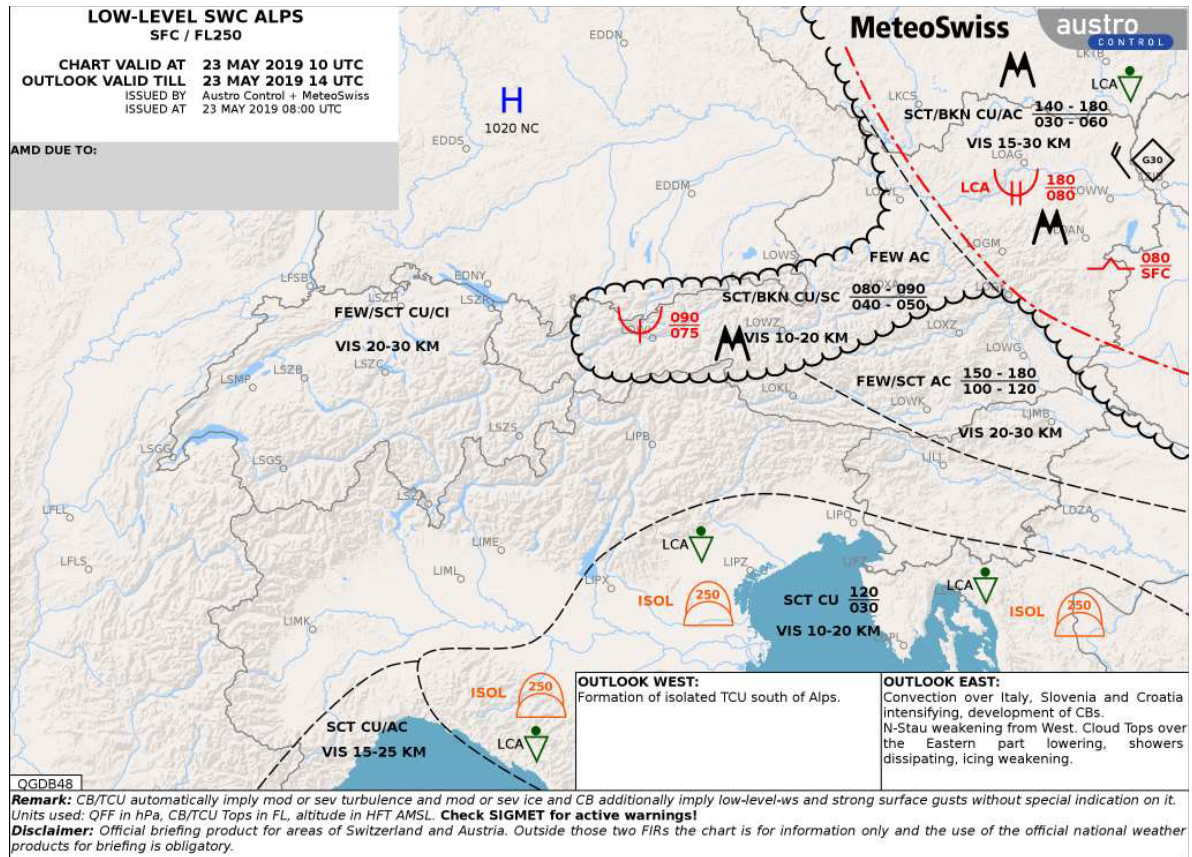 LOW-LEVEL SWC ALPS
SFC / FL250
CHART VALID AT 23 MAY 2019 10 UTC
OUTLOOK VALID TILL 23 MAY 2019 14 UTC
ISSUED BY Austro Control + MeteoSwiss
ISSUED AT 23 MAY 2019 08:00 UTC
AMD DUE TO:
MeteoSwiss
austro
CONTROL
EDDN
LKTB
LCA
H
1020 NC
LKCS
SCT/BKN CU/AC 140 - 180
030 - 060
VIS 15-30 KM
EDDS
LOAG
G30
EDDM
LCA 180
080
LOWW
LOAN
LOGM
080
SFC
LOWS
FEW AC
LFSB
EDNY
LSZH
LSZR
FEW/SCT CU/CI
SCT/BKN CU/SC 080 - 090
040 - 050
090
075
LOWZ
VIS 10-20 KM
LOXZ
VIS 20-30 KM
LOWG
LSZC
LSZB
LSMP
LOKL
FEW/SCT AC 150 - 180
100 - 120
LOWK
LJMB
VIS 20-30 KM
LSZS
LIPB
LSGG
LSGS
LJLJ
LSZA
LFLL
LIPQ
LDZA
LIME
LCA
LFLS
LIML
LIPX
LIPZ
LCA
ISOL 250
SCT CU 120
030
ISOL 250
LIMK
VIS 10-20 KM
ISOL 250
SCT CU/AC
VIS 15-25 KM
LCA
OUTLOOK WEST:
Formation of isolated TCU south of Alps.
OUTLOOK EAST:
Convection over Italy, Slovenia and Croatia
intensifying, development of CBs.
N-Stau weakening from West. Cloud Tops over
the Eastern part lowering, showers
dissipating, icing weakening.
QGDB48
Remark: CB/TCU automatically imply mod or sev turbulence and mod or sev ice and CB additionally imply low-level-ws and strong surface gusts without special indication on it.
Units used: QFF in hPa, CB/TCU Tops in FL, altitude in HFT AMSL. Check SIGMET for active warnings!
Disclaimer: Official briefing product for areas of Switzerland and Austria. Outside those two FIRs the chart is for information only and the use of the official national weather
products for briefing is obligatory.